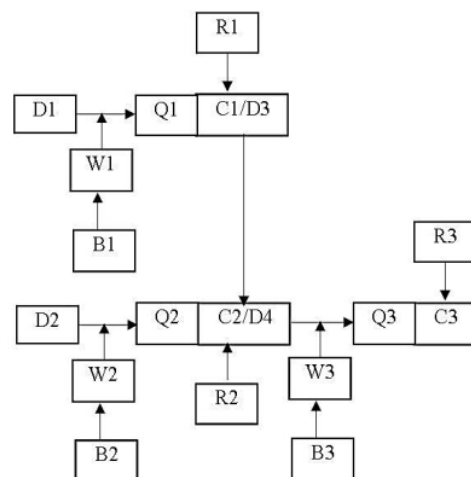 R1
D1 Q1 C1/D3
W1
B1
R3
D2 Q2 C2/D4 Q3 C3
W2 R2 W3
B2 B3